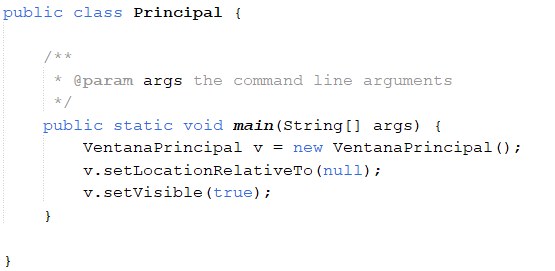 public class Principal {
/**
* @param args the command line arguments
*/
public static void main(String[] args) {
VentanaPrincipal v = new VentanaPrincipal();
v.setLocationRelativeTo(null);
v.setVisible(true);
}
}